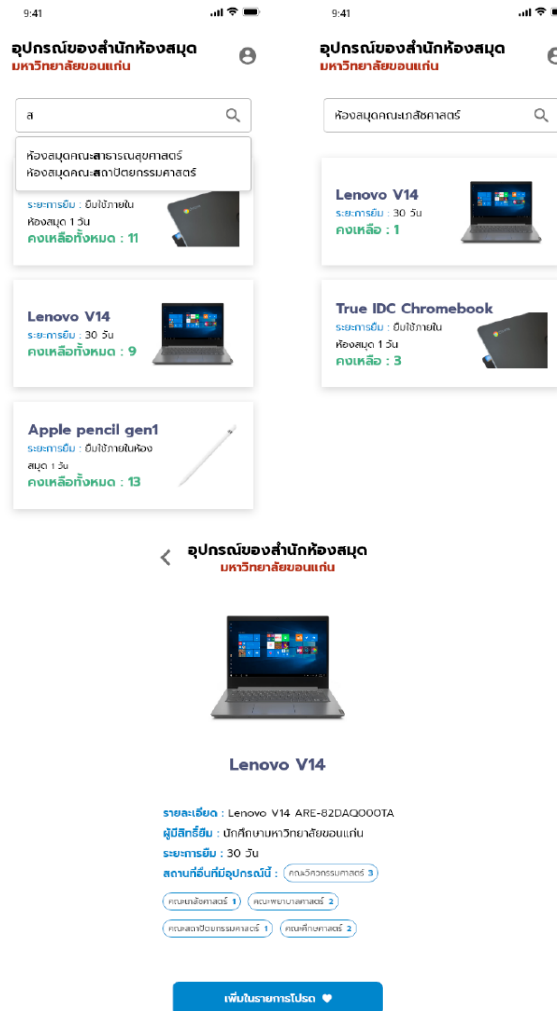 9:41
อุปกรณ์ของสำนักห้องสมุด
มหาวิทยาลัยขอนแก่น
ส
ห้องสมุดคณะสาธารณสุขศาสตร์
ห้องสมุดคณะสถาปัตยกรรมศาสตร์
ระยะการยืม : ยืมใช้ภายใน
ห้องสมุด 1 วัน
คงเหลือทั้งหมด : 11
Lenovo V14
ระยะการยืม : 30 วัน
คงเหลือทั้งหมด : 9
Apple pencil gen1
ระยะการยืม : ยืมใช้ภายในห้อง
สมุด 1 วัน
คงเหลือทั้งหมด : 13
9:41
อุปกรณ์ของสำนักห้องสมุด
มหาวิทยาลัยขอนแก่น
ห้องสมุดคณะเภสัชศาสตร์
Lenovo V14
ระยะการยืม : 30 วัน
คงเหลือ : 1
True IDC Chromebook
ระยะการยืม : ยืมใช้ภายใน
ห้องสมุด 1 วัน
คงเหลือ : 3
อุปกรณ์ของสำนักห้องสมุด
มหาวิทยาลัยขอนแก่น
Lenovo V14
รายละเอียด : Lenovo V14 ARE-82DAQ000TA
ผู้มีสิทธิ์ยืม : นักศึกษามหาวิทยาลัยขอนแก่น
ระยะการยืม : 30 วัน
สถานที่อื่นที่มีอุปกรณ์นี้ : คณะวิศวกรรมศาสตร์ 3
คณะเภสัชศาสตร์ 1 คณะพยาบาลศาสตร์ 2
คณะสถาปัตยกรรมศาสตร์ 1 คณะศึกษศาสตร์ 2
เพิ่มในรายการโปรด